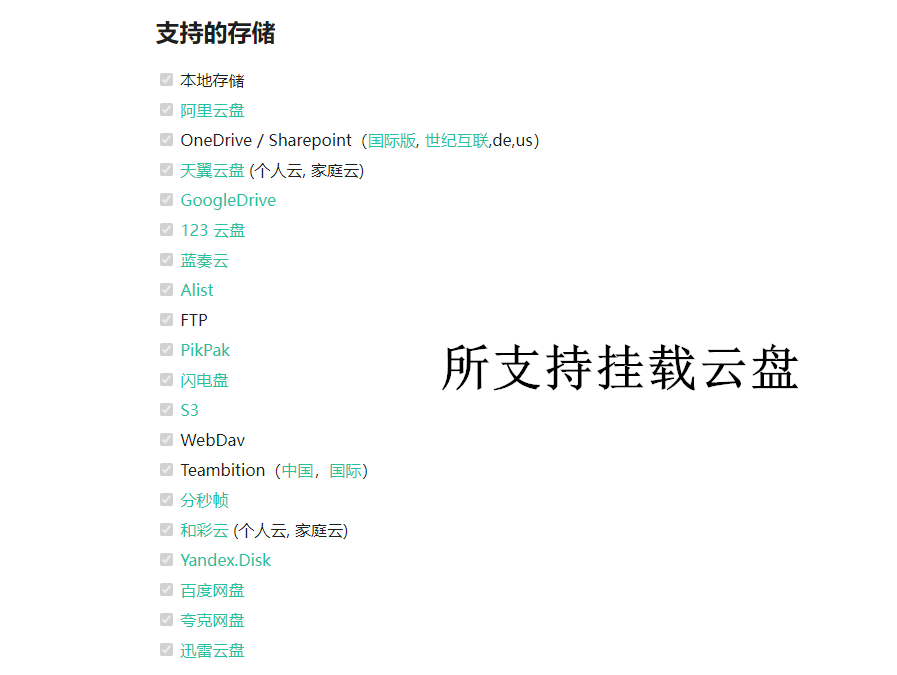 支持的存储
本地存储
阿里云盘
OneDrive / Sharepoint（国际版, 世纪互联,de,us）
天翼云盘 (个人云, 家庭云)
GoogleDrive
123 云盘
蓝奏云
Alist
FTP
PikPak
闪电盘
S3
WebDav
Teambition（中国，国际）
分秒帧
和彩云 (个人云, 家庭云)
Yandex.Disk
百度网盘
夸克网盘
迅雷云盘
所支持挂载云盘